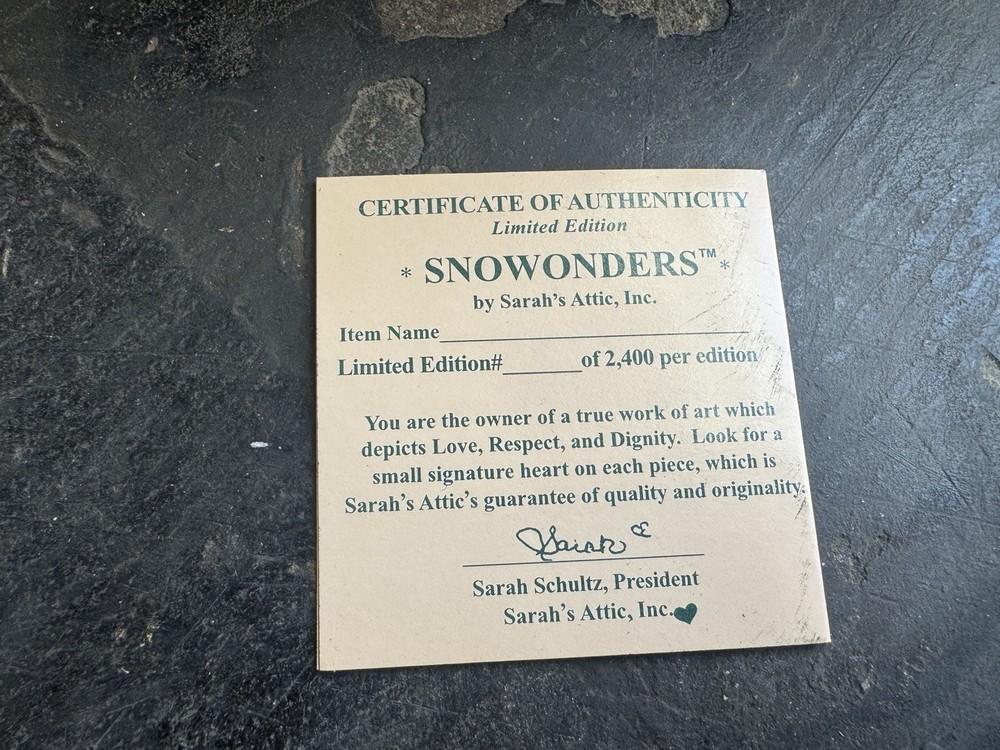 CERTIFICATE OF AUTHENTICITY
Limited Edition
* SNOWONDERS™ *
by Sarah's Attic, Inc.
Item Name
Limited Edition# of 2,400 per edition
You are the owner of a true work of art which
depicts Love, Respect, and Dignity. Look for a
small signature heart on each piece, which is
Sarah's Attic's guarantee of quality and originality.
Sarah
Sarah Schultz, President
Sarah's Attic, Inc.